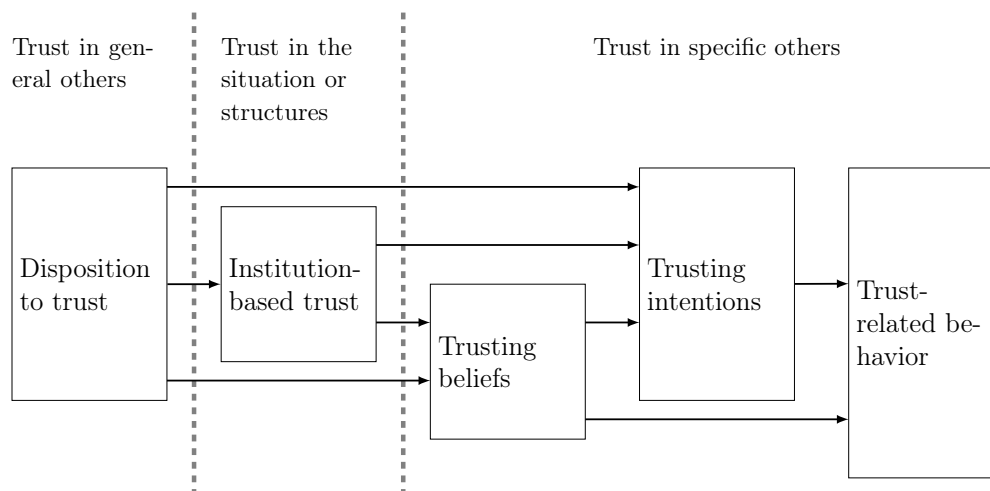 Trust in gen-
eral others
Trust in the
situation or
structures
Trust in specific others
Disposition
to trust
Institution-
based trust
Trusting
beliefs
Trusting
intentions
Trust-
related be-
havior